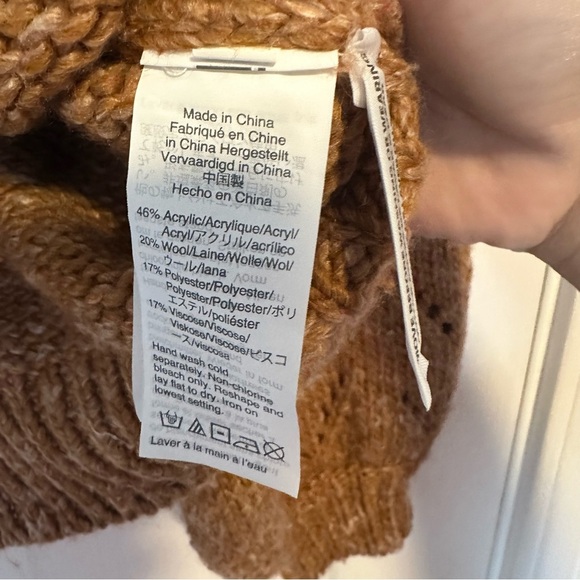 Made in China
Fabriqué en Chine
in China Hergestellt
Vervaardigd in China
中国製
Hecho en China
46% Acrylic/Acrylique/Acryl/
Acryl/アクリル/acrílico
20% Wool/Laine/Wolle/Wol/
ウール/lana
17% Polyester/Polyester/
Polyester/Polyester/ポリ
エステル/poliéster
17% Viscose/Viscose/
Viskose/Viscose/ビスコ
ース/viscosa
Hand wash cold
separately. Non-chlorine
bleach only. Reshape and
lay flat to dry. Iron on
lowest setting.
Laver à la main à l'eau